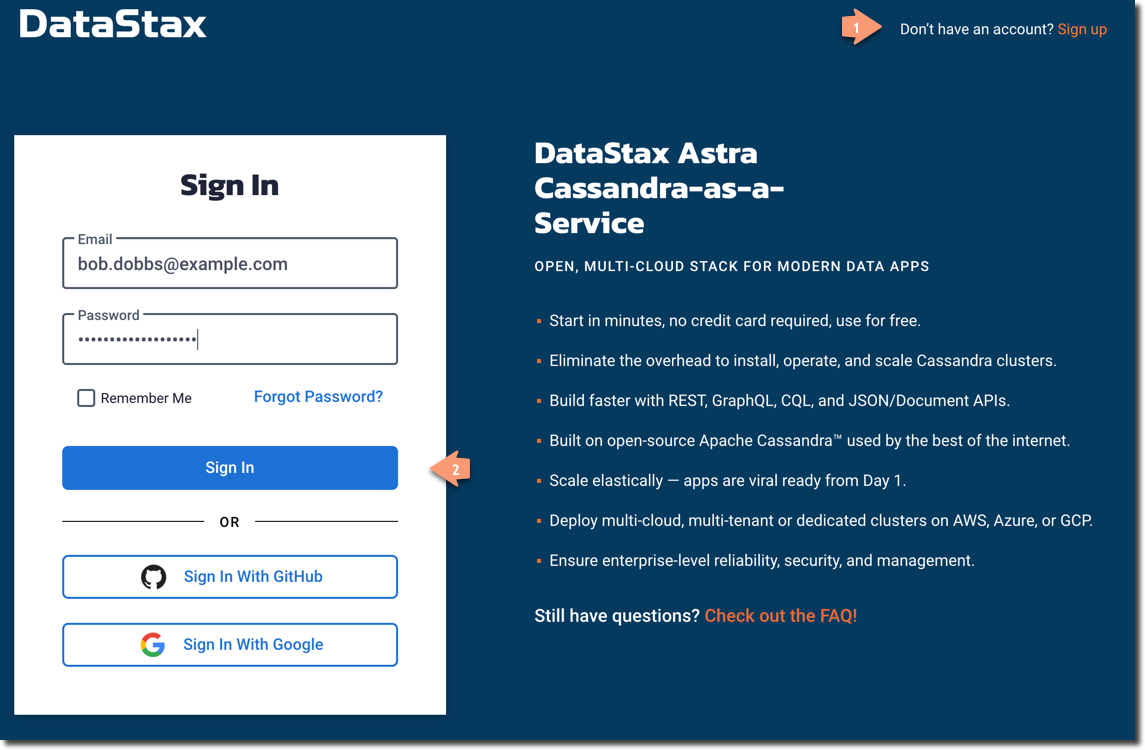 DataStax
1
Don't have an account? Sign up
Sign In
Email
bob.dobbs@example.com
Password
•••••••••••••••••••
Remember Me
Forgot Password?
Sign In
2
OR
Sign In With GitHub
Sign In With Google
DataStax Astra
Cassandra-as-a-
Service
OPEN, MULTI-CLOUD STACK FOR MODERN DATA APPS
▪ Start in minutes, no credit card required, use for free.
▪ Eliminate the overhead to install, operate, and scale Cassandra clusters.
▪ Build faster with REST, GraphQL, CQL, and JSON/Document APIs.
▪ Built on open-source Apache Cassandra™ used by the best of the internet.
▪ Scale elastically — apps are viral ready from Day 1.
▪ Deploy multi-cloud, multi-tenant or dedicated clusters on AWS, Azure, or GCP.
▪ Ensure enterprise-level reliability, security, and management.
Still have questions? Check out the FAQ!